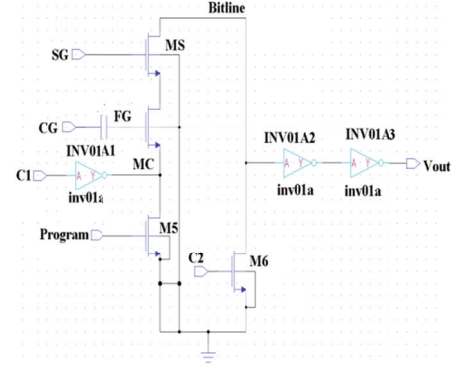 Bitline
MS
SG
FG
CG
INV01A1
MC
C1
A Y
inv01a
INV01A2
INV01A3
A Y
A Y
Vout
inv01a
inv01a
Program
M5
C2
M6